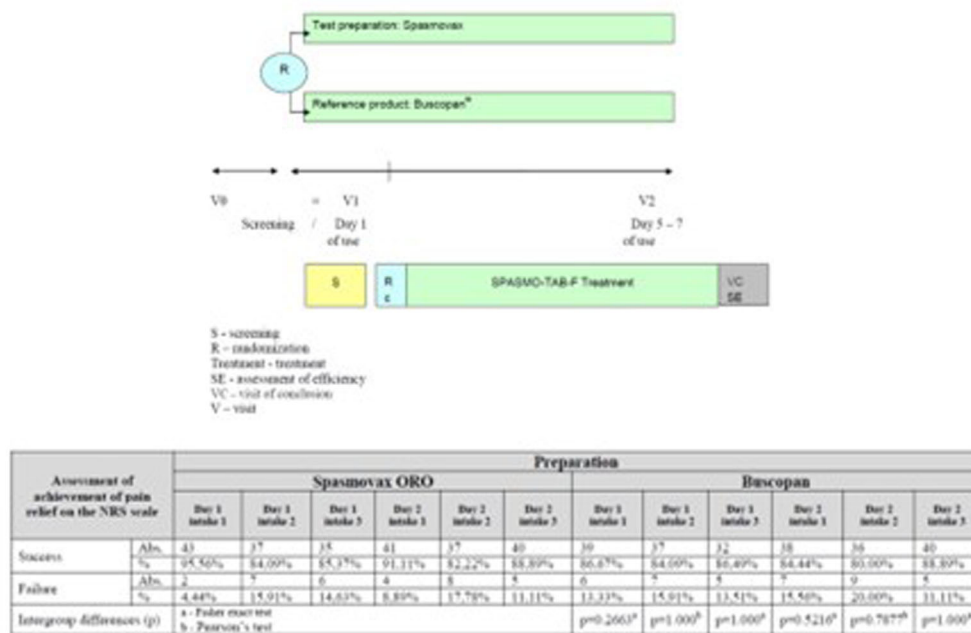 Test preparation: Spasmovax
R
Reference product: Buscopan
V0 = V1 V2
Screening / Day 1 Day 5 – 7
of use of use
S R SPASMO-TAB-F Treatment VC
SE
S - screening
R – randomization
Treatment - treatment
SE - assessment of efficiency
VC - visit of conclusion
V – visit
Assessment of achievement of pain relief on the NRS scale
Preparation
Spasmovax ORO Buscopan
Day 1 intake 1 Day 1 intake 2 Day 1 intake 3 Day 2 intake 1 Day 2 intake 2 Day 2 intake 3 Day 1 intake 1 Day 1 intake 2 Day 1 intake 3 Day 2 intake 1 Day 2 intake 2 Day 2 intake 3
Success Abs. 43 37 35 41 37 40 39 37 32 38 36 40
% 95,56% 84,09% 85,37% 91,11% 82,22% 88,89% 86,67% 84,09% 86,49% 84,44% 80,00% 88,89%
Failure Abs. 2 7 6 4 8 5 6 7 5 7 9 5
% 4,44% 15,91% 14,63% 8,89% 17,78% 11,11% 13,33% 15,91% 13,51% 15,56% 20,00% 11,11%
Intergroup differences (p) a - Fisher exact test p=0.2663ª p=1.000ᵇ p=1.000ª p=0.5216ª p=0.7877ᵇ p=1.000ª
b - Pearson's test